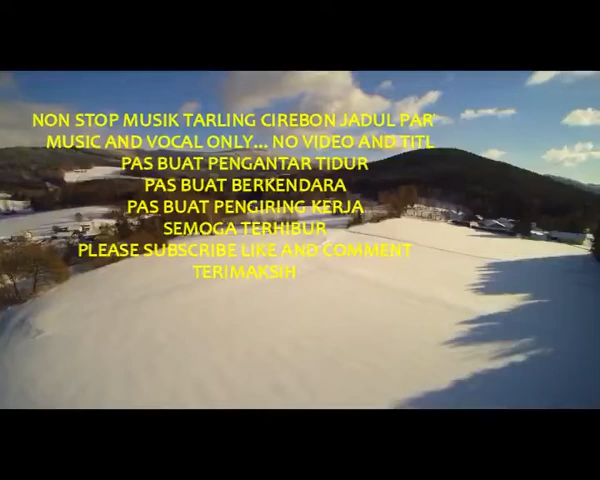 NON STOP MUSIK TARLING CIREBON JADUL PAR
MUSIC AND VOCAL ONLY... NO VIDEO AND TITL
PAS BUAT PENGANTAR TIDUR
PAS BUAT BERKENDARA
PAS BUAT PENGIRING KERJA
SEMOGA TERHIBUR
PLEASE SUBSCRIBE LIKE AND COMMENT
TERIMAKSIH